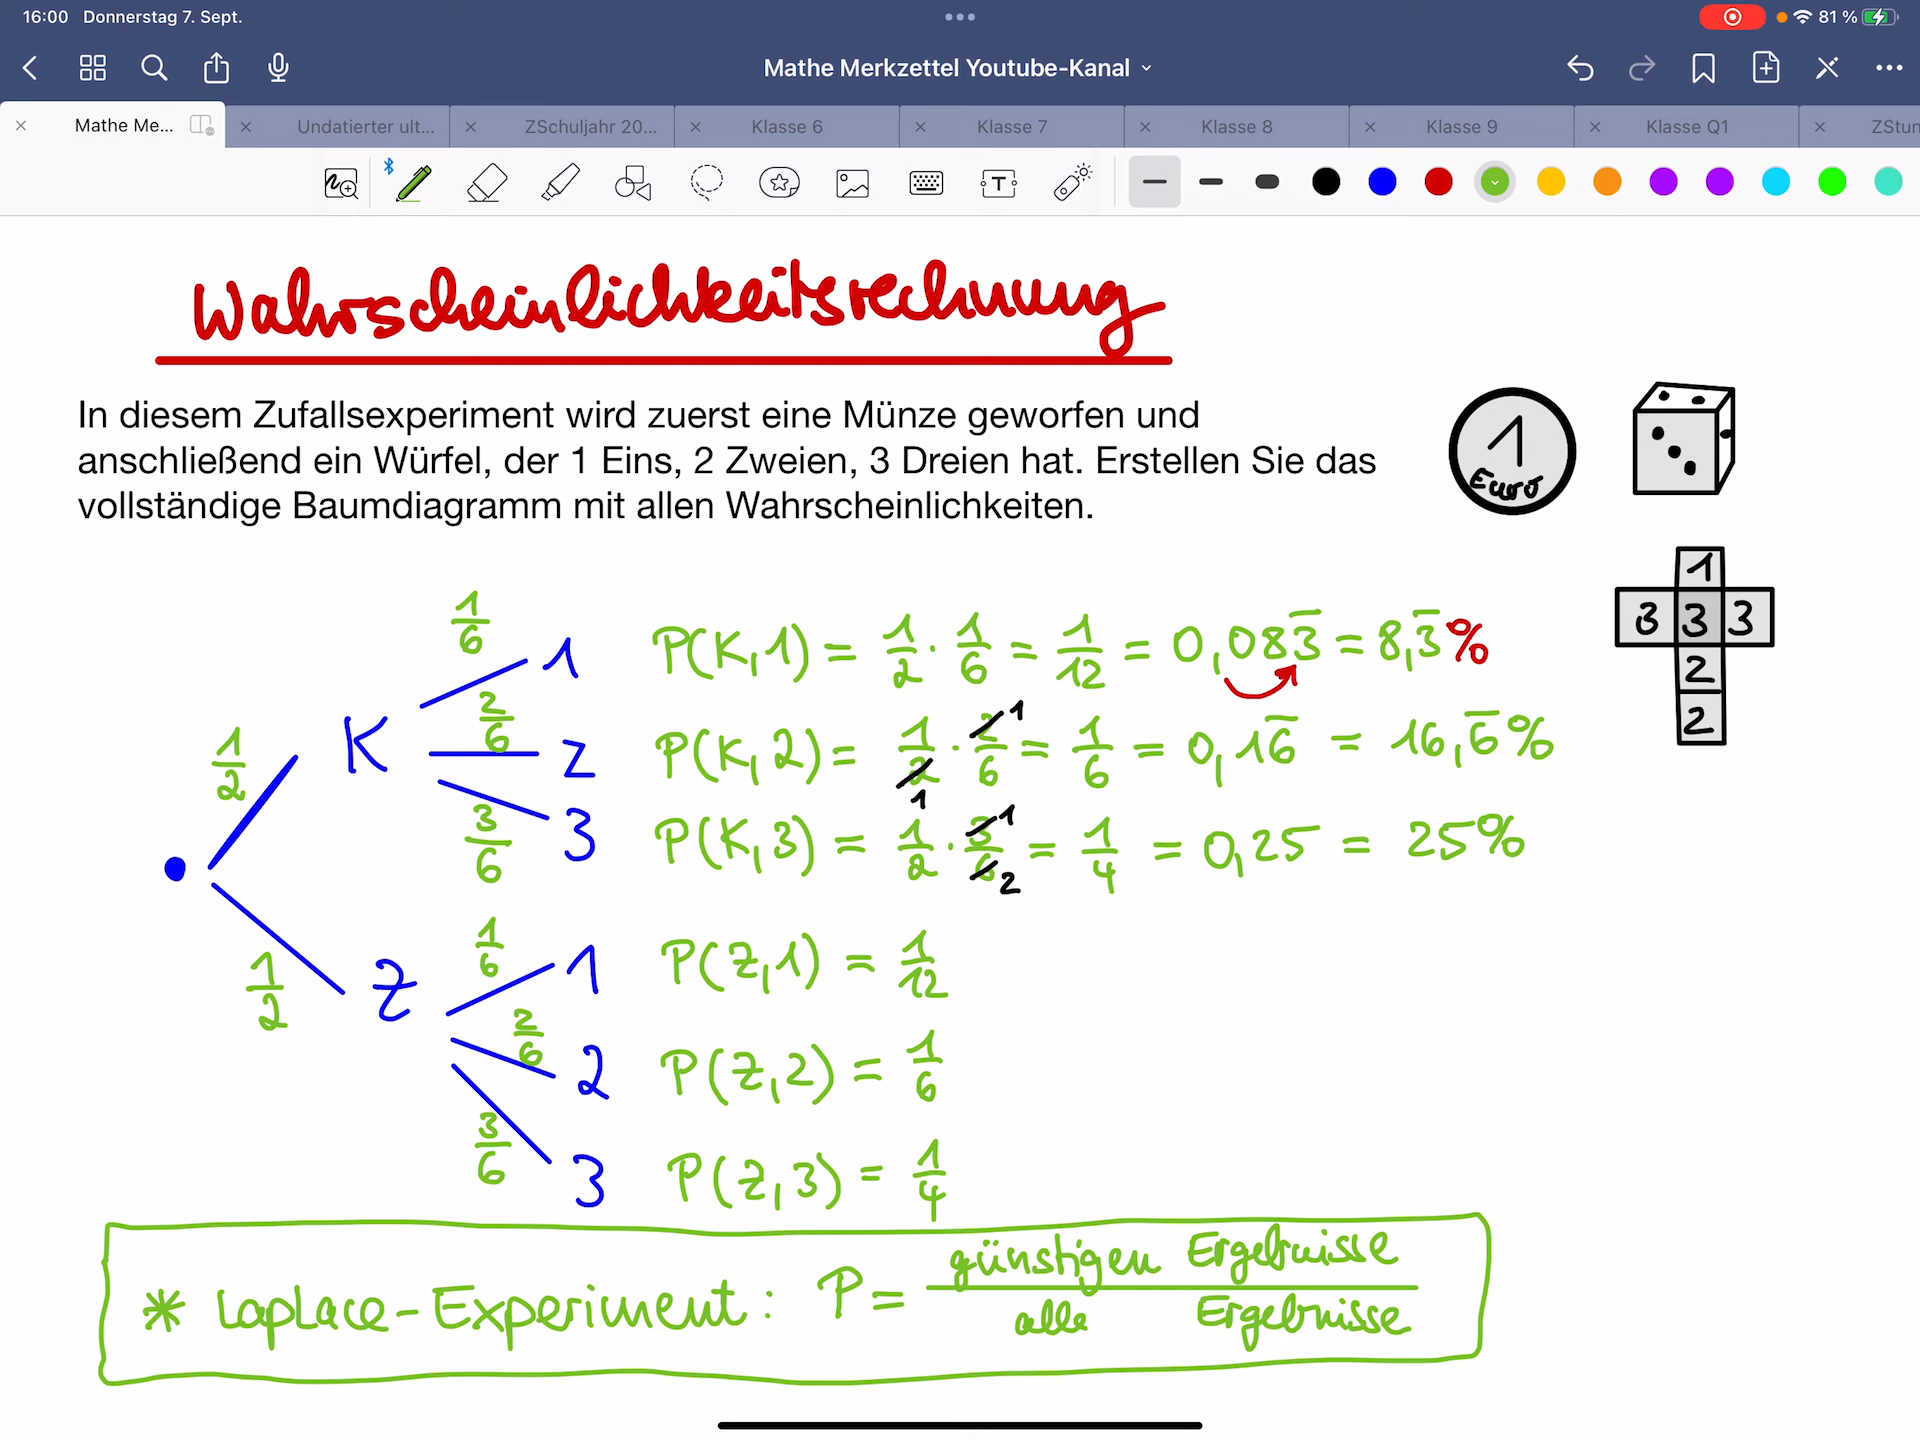 16:00 Donnerstag 7. Sept.
81 %
Mathe Merkzettel Youtube-Kanal
Mathe Me... Undatierter ult... ZSchuljahr 20... Klasse 6 Klasse 7 Klasse 8 Klasse 9 Klasse Q1 ZStun
T
Wahrscheinlichkeitsrechnung
In diesem Zufallsexperiment wird zuerst eine Münze geworfen und
anschließend ein Würfel, der 1 Eins, 2 Zweien, 3 Dreien hat. Erstellen Sie das
vollständige Baumdiagramm mit allen Wahrscheinlichkeiten.
1
Euro
1
3 3 3
2
2
1/2 K 1/6 1 P(K,1) = 1/2 · 1/6 = 1/12 = 0,083̅ = 8,3̅%
2/6 2 P(K,2) = 1/2 · 2/6 = 1/6 = 0,16̅ = 16,6̅%
1 1
3/6 3 P(K,3) = 1/2 · 3/6 = 1/4 = 0,25 = 25%
1 2
1/2 Z 1/6 1 P(Z,1) = 1/12
2/6 2 P(Z,2) = 1/6
3/6 3 P(Z,3) = 1/4
* Laplace-Experiment: P = günstigen Ergebnisse / alle Ergebnisse